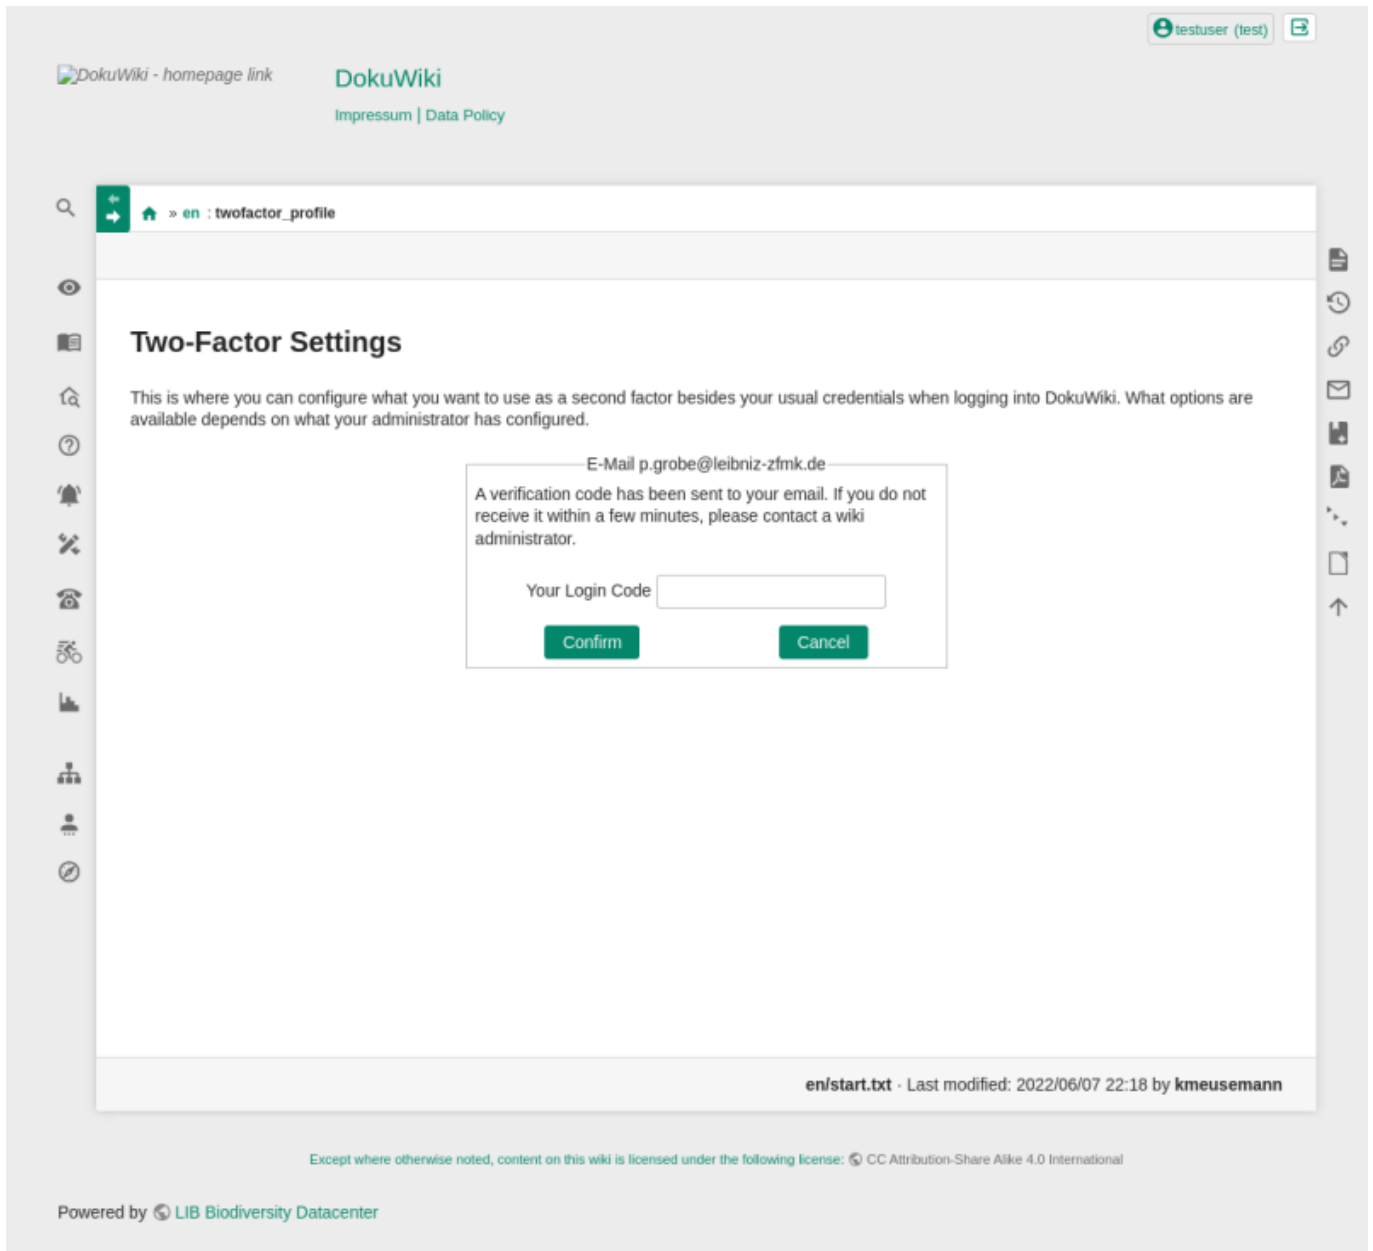 testuser (test)
DokuWiki - homepage link
DokuWiki
Impressum | Data Policy
» en : twofactor_profile
Two-Factor Settings
This is where you can configure what you want to use as a second factor besides your usual credentials when logging into DokuWiki. What options are
available depends on what your administrator has configured.
E-Mail p.grobe@leibniz-zfmk.de
A verification code has been sent to your email. If you do not
receive it within a few minutes, please contact a wiki
administrator.
Your Login Code
Confirm Cancel
en/start.txt · Last modified: 2022/06/07 22:18 by kmeusemann
Except where otherwise noted, content on this wiki is licensed under the following license: CC Attribution-Share Alike 4.0 International
Powered by LIB Biodiversity Datacenter